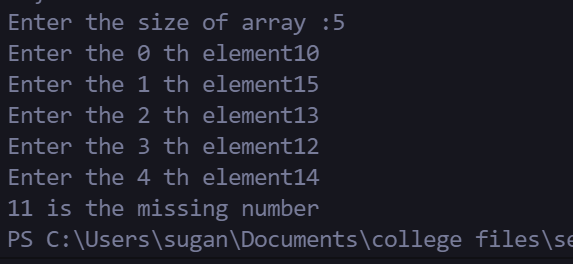 Enter the size of array :5
Enter the 0 th element10
Enter the 1 th element15
Enter the 2 th element13
Enter the 3 th element12
Enter the 4 th element14
11 is the missing number
PS C:\Users\sugan\Documents\college files\se